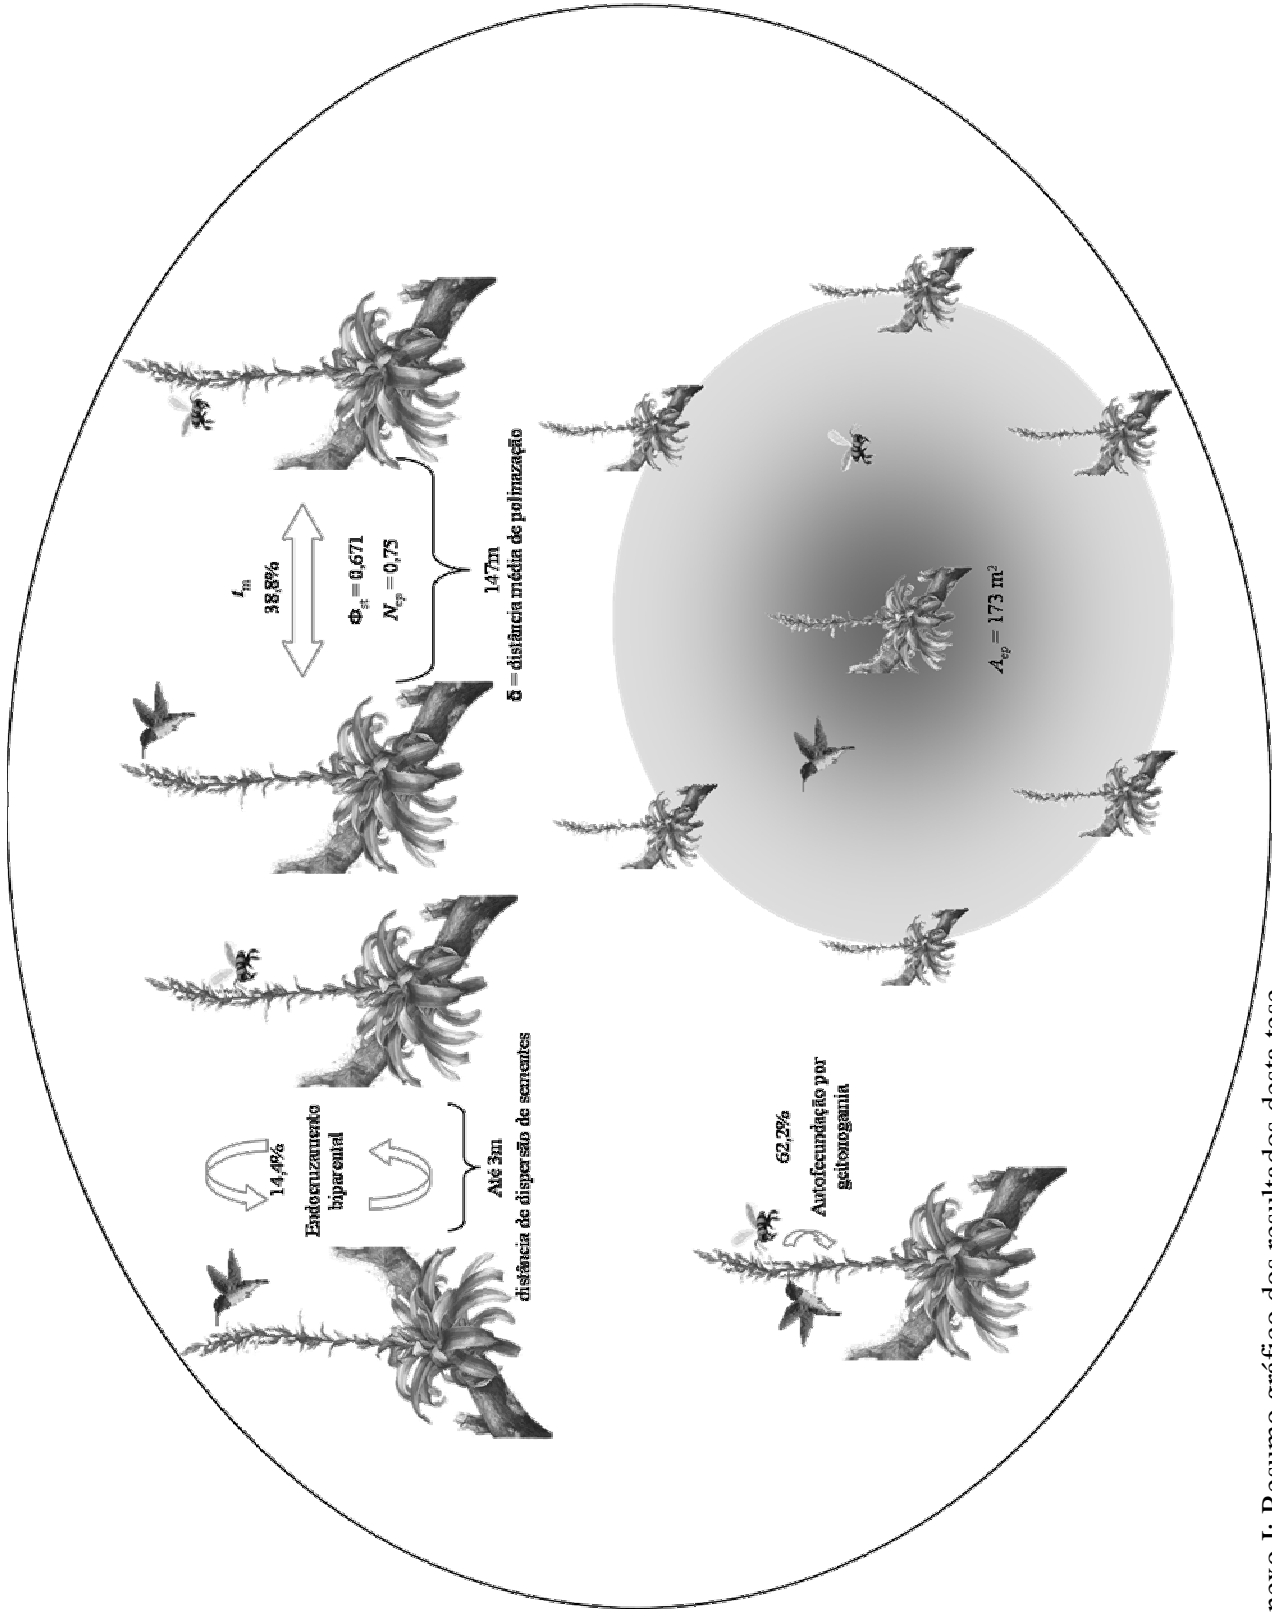 14,4%
Endocruzamento
biparental
Até 3m
distância de dispersão de sementes
tm
38,8%
Φst = 0,671
Nep = 0,75
147m
δ = distância média de polinazação
62,2%
Autofecundação por
geitonogamia
Aep = 173 m²
nexo I: Resumo gráfico dos resultados desta tese